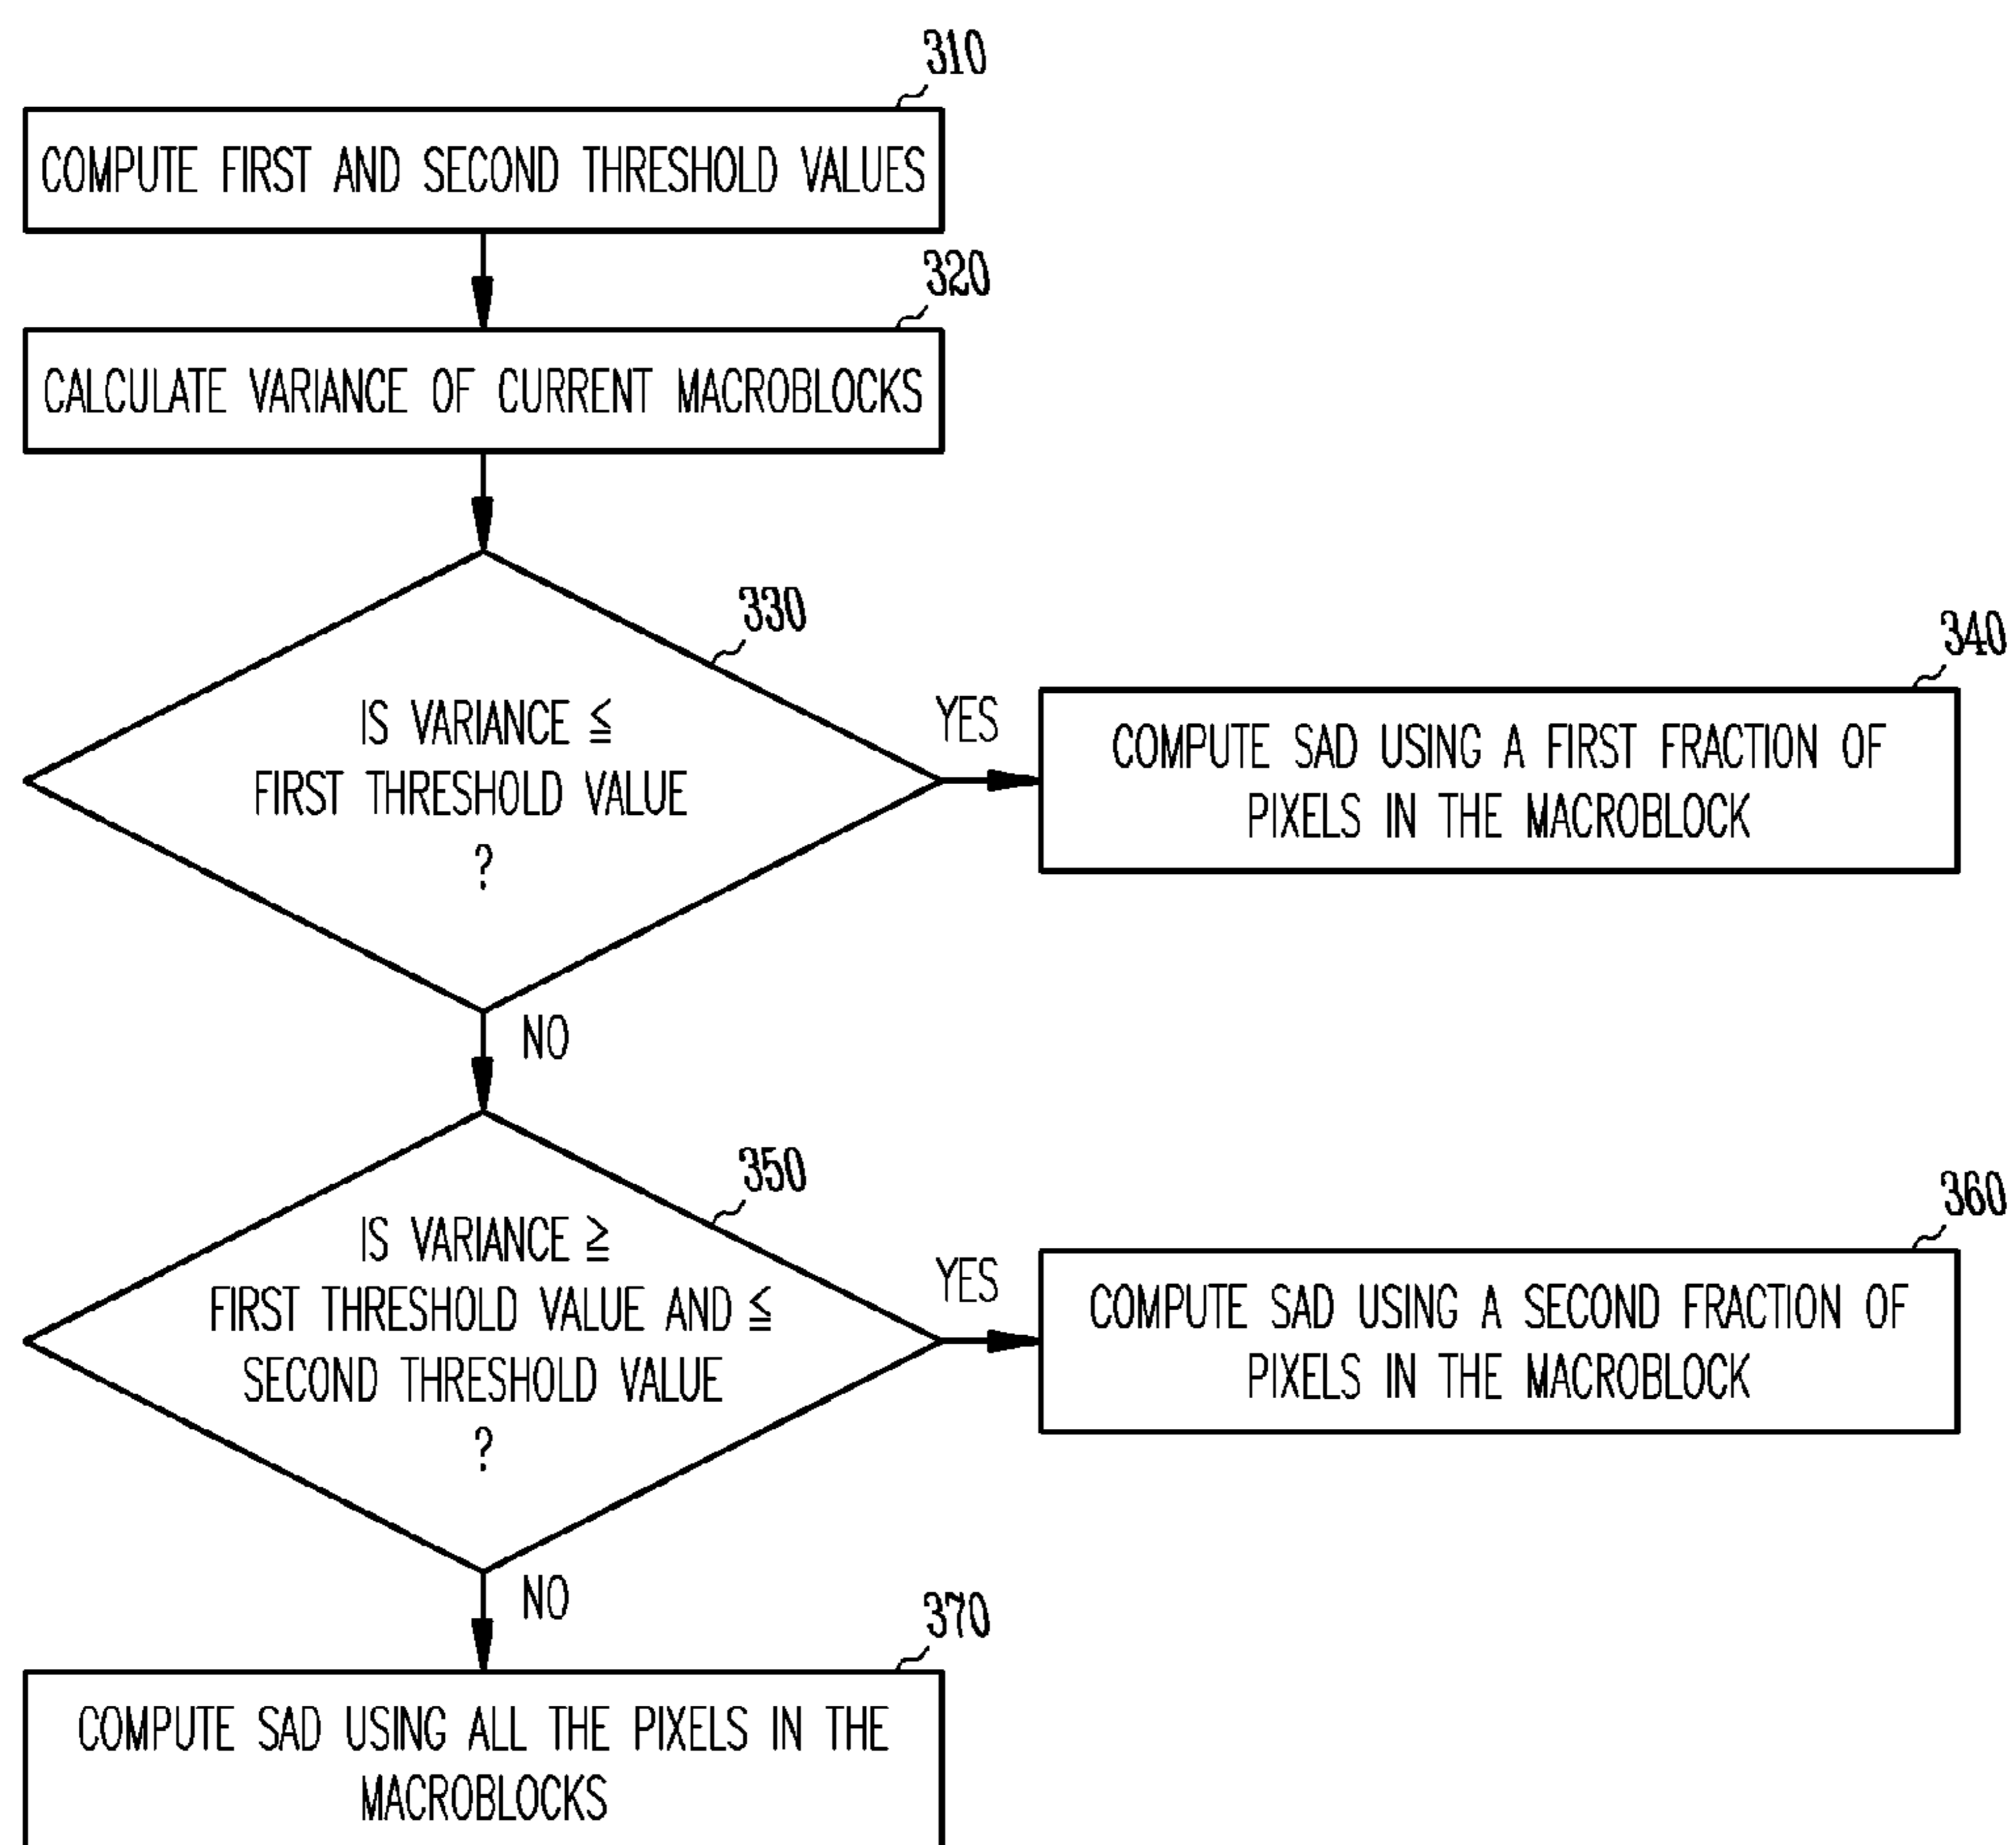 310
COMPUTE FIRST AND SECOND THRESHOLD VALUES
320
CALCULATE VARIANCE OF CURRENT MACROBLOCKS
330
IS VARIANCE ≦
FIRST THRESHOLD VALUE
?
YES
340
COMPUTE SAD USING A FIRST FRACTION OF
PIXELS IN THE MACROBLOCK
NO
350
IS VARIANCE ≧
FIRST THRESHOLD VALUE AND ≦
SECOND THRESHOLD VALUE
?
YES
360
COMPUTE SAD USING A SECOND FRACTION OF
PIXELS IN THE MACROBLOCK
NO
370
COMPUTE SAD USING ALL THE PIXELS IN THE
MACROBLOCKS